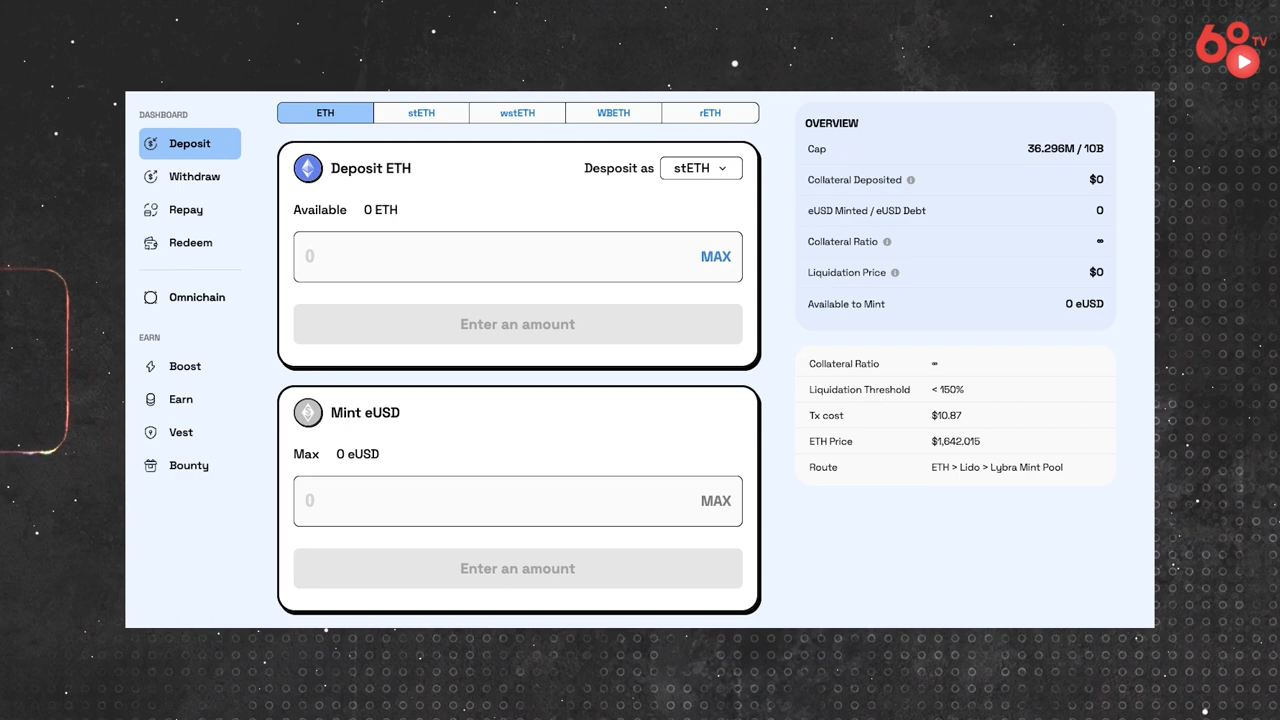 60 TV
DASHBOARD
Deposit
Withdraw
Repay
Redeem
Omnichain
EARN
Boost
Earn
Vest
Bounty
ETH stETH wstETH WBETH rETH
Deposit ETH Desposit as stETH
Available 0 ETH
0 MAX
Enter an amount
Mint eUSD
Max 0 eUSD
0 MAX
Enter an amount
OVERVIEW
Cap 36.296M / 10B
Collateral Deposited $0
eUSD Minted / eUSD Debt 0
Collateral Ratio ∞
Liquidation Price $0
Available to Mint 0 eUSD
Collateral Ratio ∞
Liquidation Threshold < 150%
Tx cost $10.87
ETH Price $1,642.015
Route ETH > Lido > Lybra Mint Pool